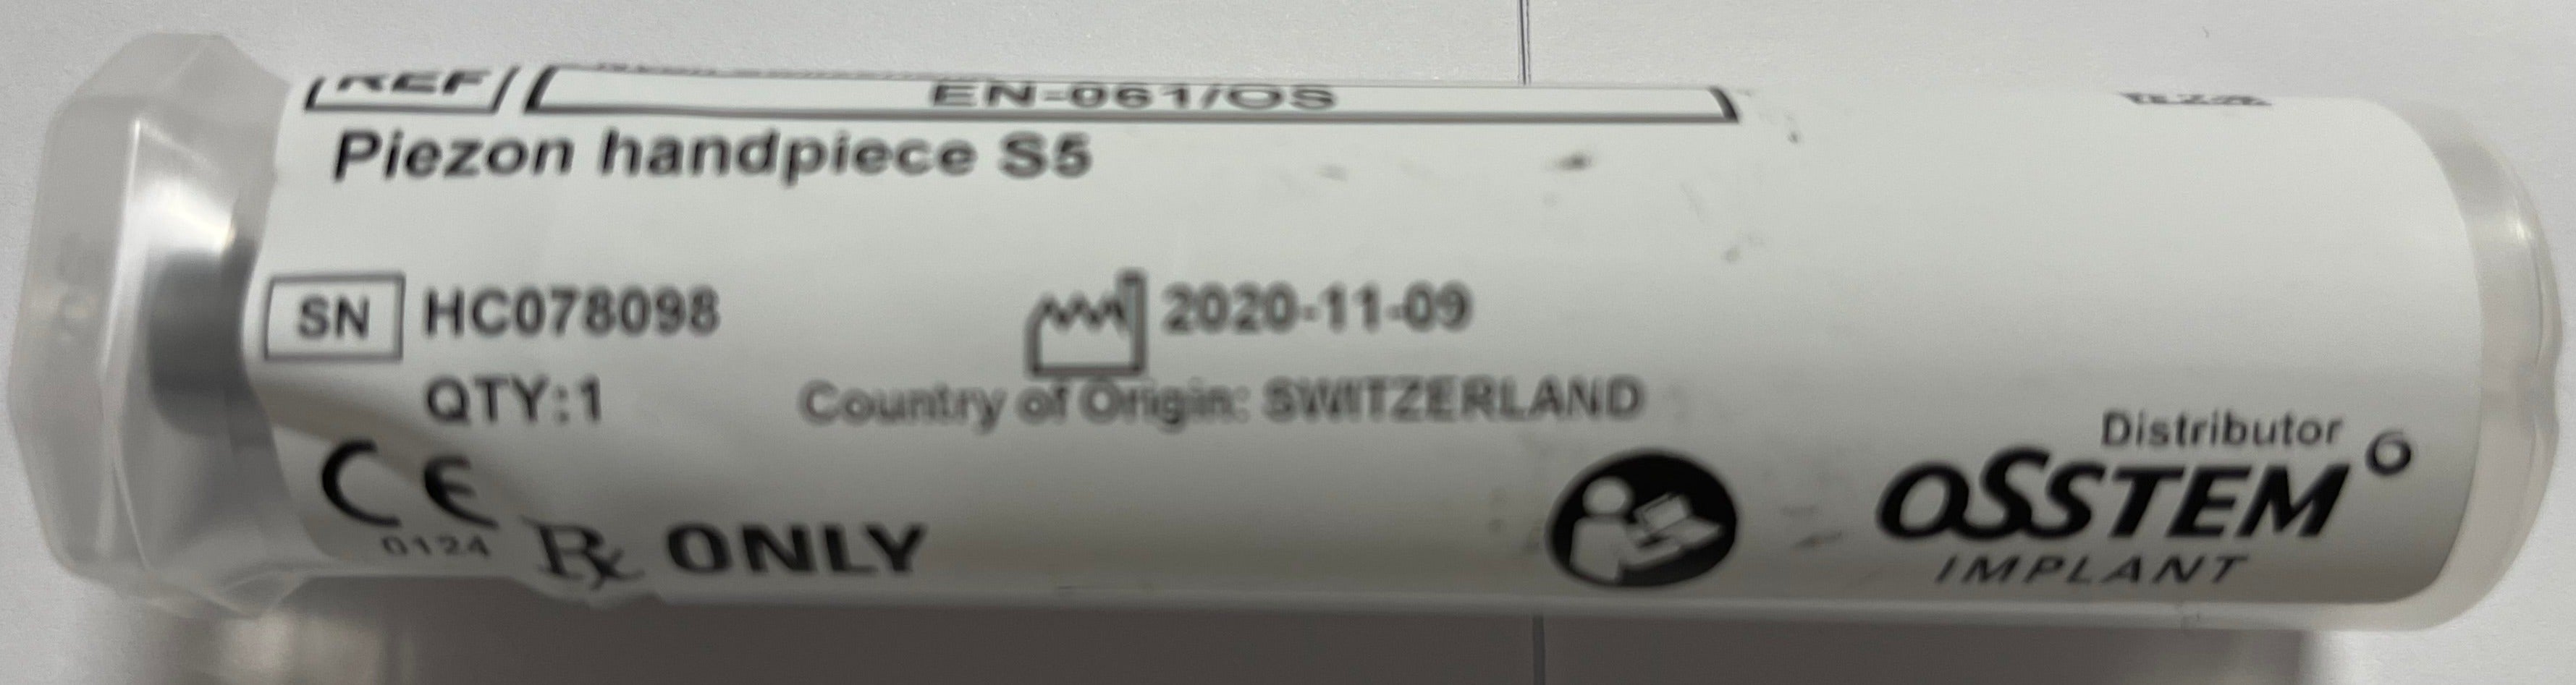 REF EN-061/OS
Piezon handpiece S5
SN HC078098 2020-11-09
QTY:1 Country of Origin: SWITZERLAND
Distributor
CE OSSTEM
0124 Rx ONLY IMPLANT